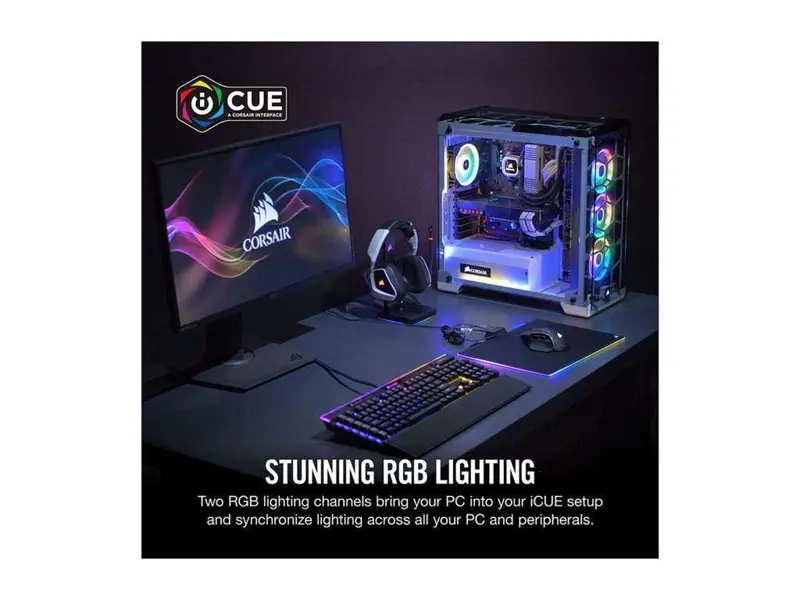 iCUE
A CORSAIR INTERFACE
CORSAIR
CORSAIR
STUNNING RGB LIGHTING
Two RGB lighting channels bring your PC into your iCUE setup
and synchronize lighting across all your PC and peripherals.